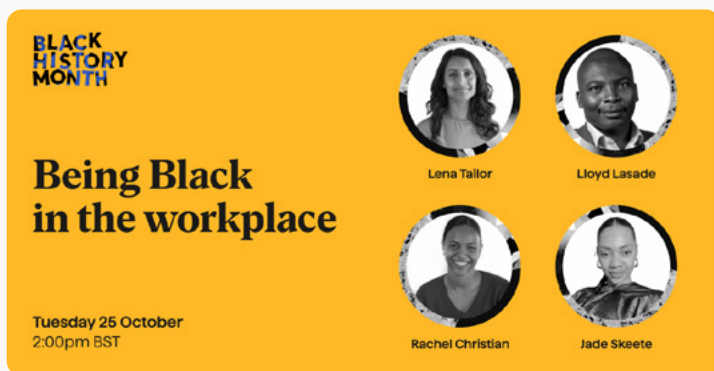 BLACK
HISTORY
MONTH
Being Black
in the workplace
Tuesday 25 October
2:00pm BST
Lena Tailor
Lloyd Lasade
Rachel Christian
Jade Skeete